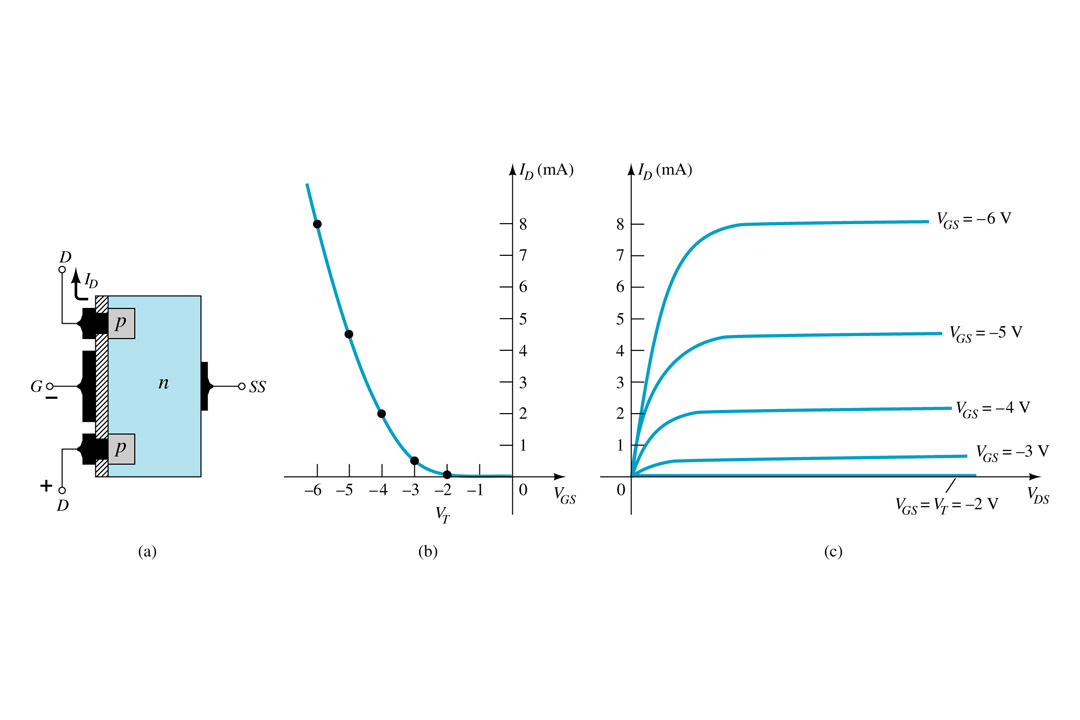 D
I_D
p
G
−
n
SS
p
+
D
(a)
I_D (mA)
8
7
6
5
4
3
2
1
−6 −5 −4 −3 −2 −1 0 V_GS
V_T
(b)
I_D (mA)
8
7
6
5
4
3
2
1
0
V_GS = −6 V
V_GS = −5 V
V_GS = −4 V
V_GS = −3 V
V_GS = V_T = −2 V
V_DS
(c)